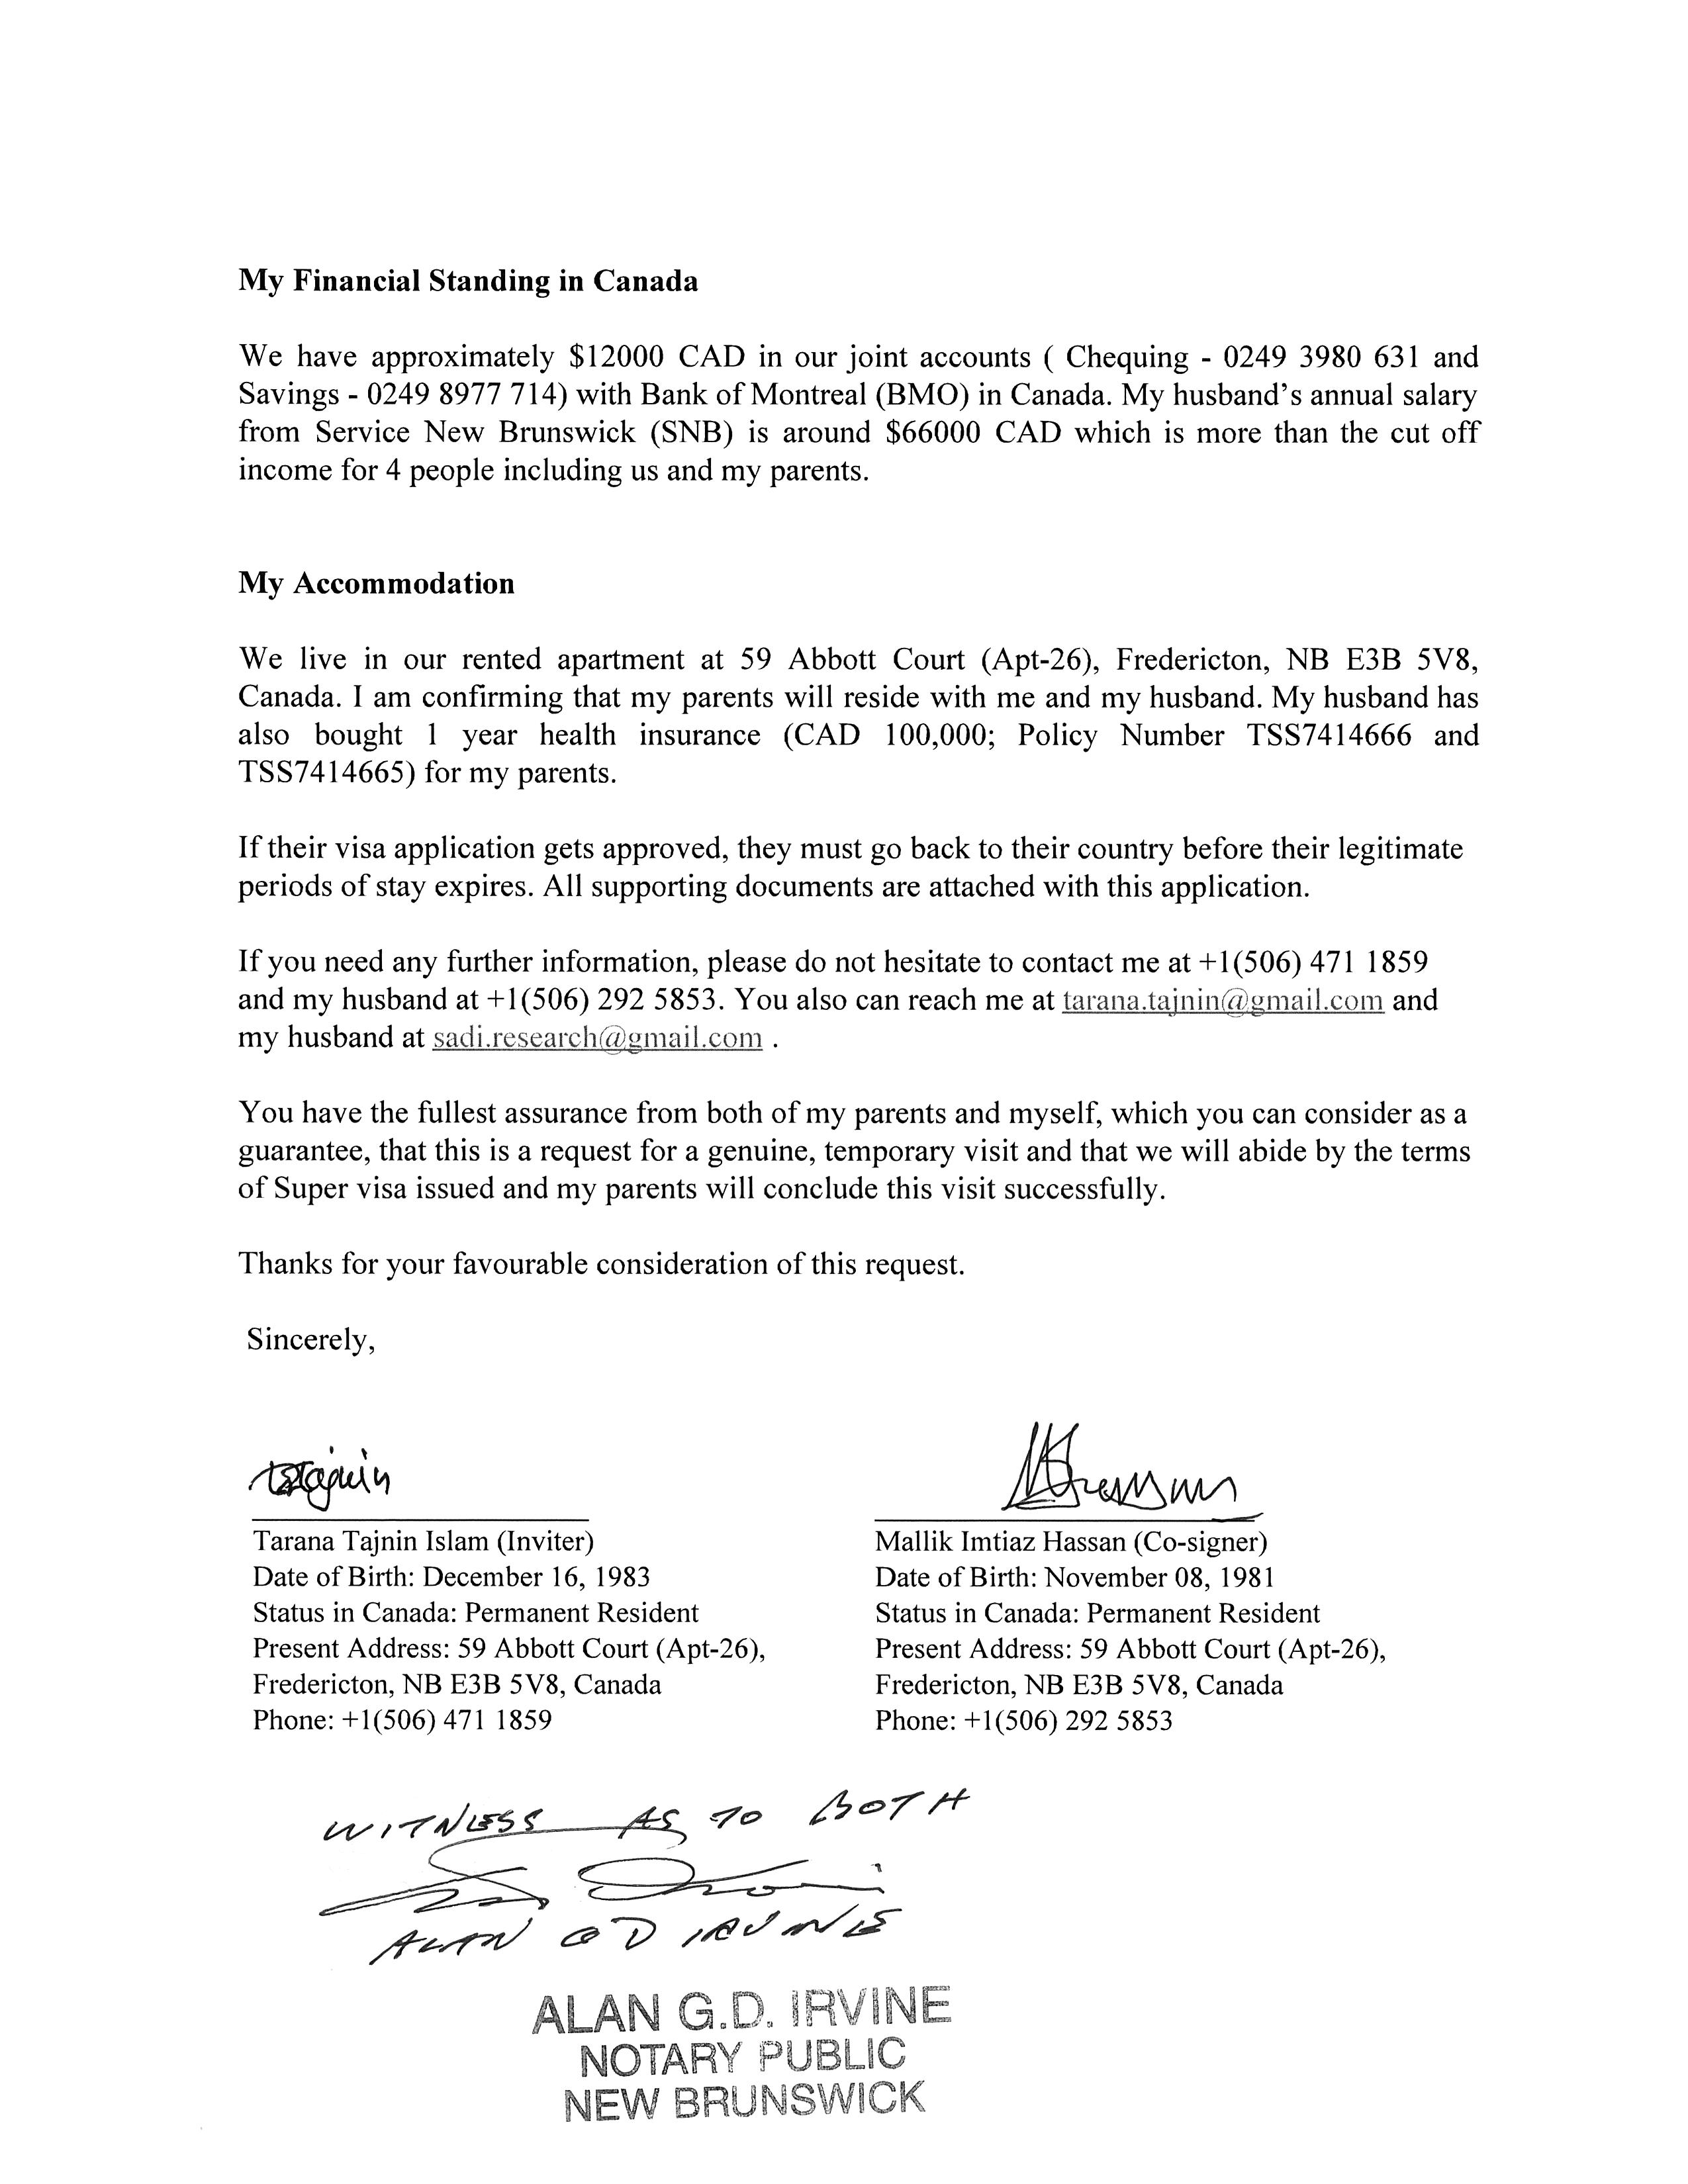 My Financial Standing in Canada
We have approximately $12000 CAD in our joint accounts ( Chequing - 0249 3980 631 and
Savings - 0249 8977 714) with Bank of Montreal (BMO) in Canada. My husband's annual salary
from Service New Brunswick (SNB) is around $66000 CAD which is more than the cut off
income for 4 people including us and my parents.
My Accommodation
We live in our rented apartment at 59 Abbott Court (Apt-26), Fredericton, NB E3B 5V8,
Canada. I am confirming that my parents will reside with me and my husband. My husband has
also bought 1 year health insurance (CAD 100,000; Policy Number TSS7414666 and
TSS7414665) for my parents.
If their visa application gets approved, they must go back to their country before their legitimate
periods of stay expires. All supporting documents are attached with this application.
If you need any further information, please do not hesitate to contact me at +1(506) 471 1859
and my husband at +1(506) 292 5853. You also can reach me at tarana.tajnin@gmail.com and
my husband at sadi.research@gmail.com .
You have the fullest assurance from both of my parents and myself, which you can consider as a
guarantee, that this is a request for a genuine, temporary visit and that we will abide by the terms
of Super visa issued and my parents will conclude this visit successfully.
Thanks for your favourable consideration of this request.
Sincerely,
Tarana Tajnin Islam (Inviter)
Date of Birth: December 16, 1983
Status in Canada: Permanent Resident
Present Address: 59 Abbott Court (Apt-26),
Fredericton, NB E3B 5V8, Canada
Phone: +1(506) 471 1859
Mallik Imtiaz Hassan (Co-signer)
Date of Birth: November 08, 1981
Status in Canada: Permanent Resident
Present Address: 59 Abbott Court (Apt-26),
Fredericton, NB E3B 5V8, Canada
Phone: +1(506) 292 5853
WITNESS AS TO BOTH
ALAN G D IRVINE
ALAN G.D. IRVINE
NOTARY PUBLIC
NEW BRUNSWICK